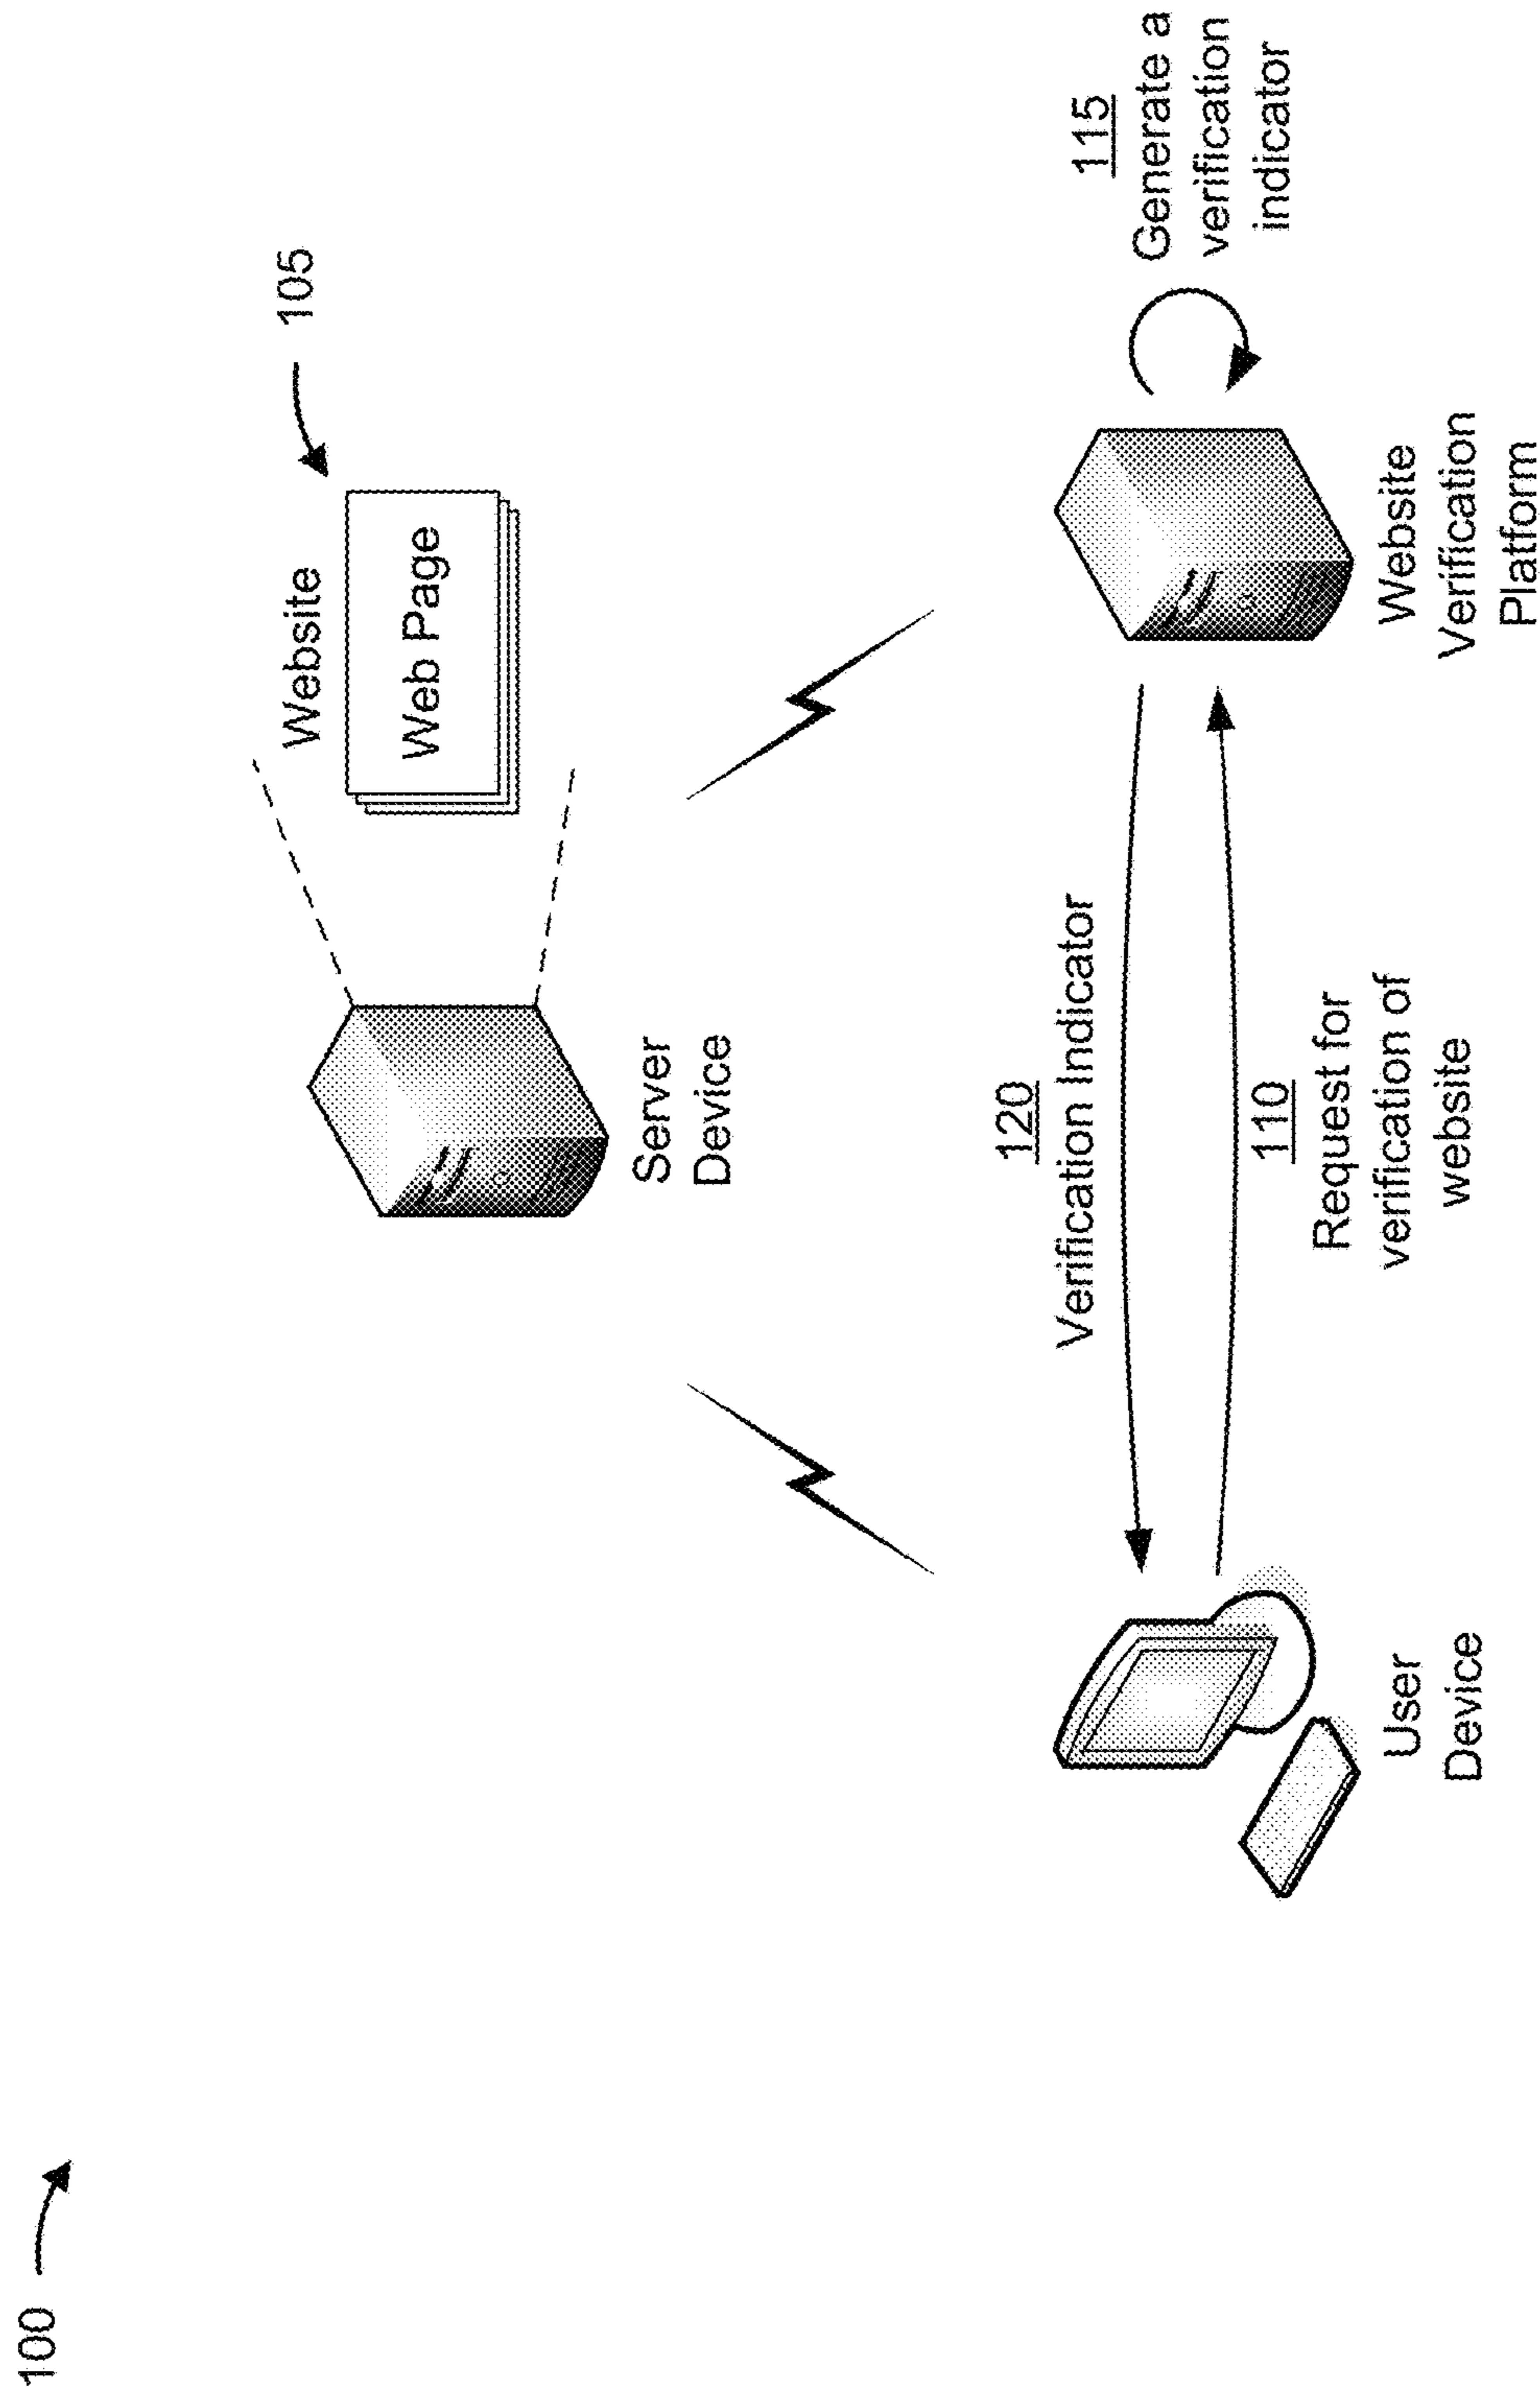 100
105
Website
Web Page
Server
Device
120
Verification Indicator
110
Request for
verification of
website
115
Generate a
verification
indicator
User
Device
Website
Verification
Platform